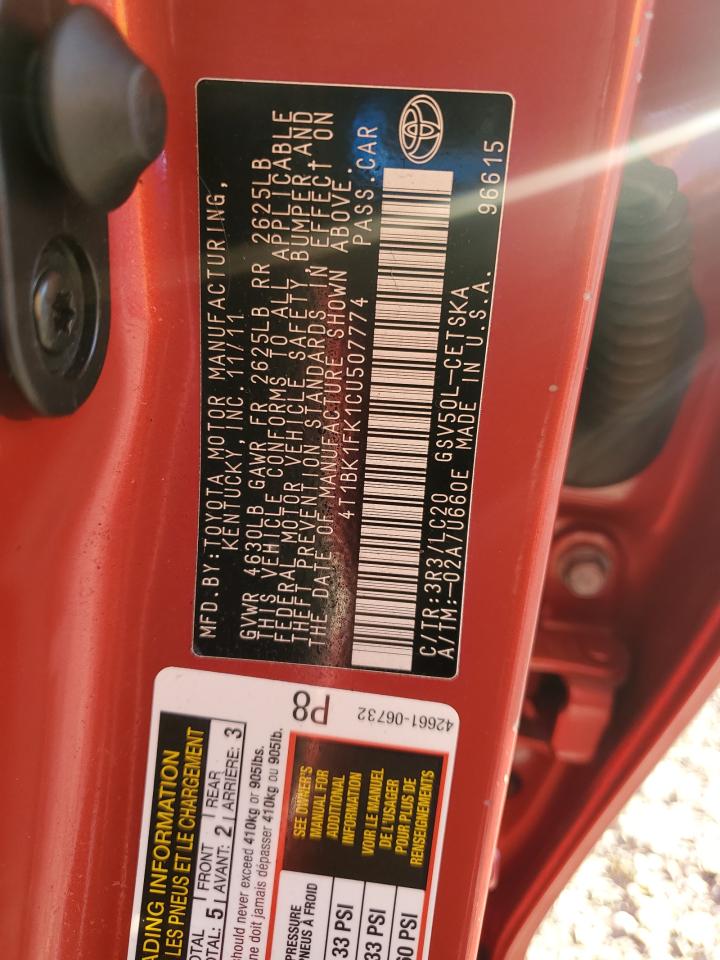 MFD.BY:TOYOTA MOTOR MANUFACTURING,
KENTUCKY, INC. 11/11
GVWR 4630LB GAWR FR 2625LB RR 2625LB
THIS VEHICLE CONFORMS TO ALL APPLICABLE
FEDERAL MOTOR VEHICLE SAFETY, BUMPER, AND
THEFT PREVENTION STANDARDS IN EFFECT ON
THE DATE OF MANUFACTURE SHOWN ABOVE.
4T1BK1FK1CU507774 PASS.CAR
C/TR:3R3/LC20 GSV50L-CETSKA 96615
A/TM:-02A/U660E MADE IN U.S.A.
ADING INFORMATION
LES PNEUS ET LE CHARGEMENT
OTAL FRONT REAR
OTAL: 5 AVANT: 2 ARRIÈRE: 3
should never exceed 410kg or 905lbs.
ne doit jamais dépasser 410kg ou 905lb.
P8
42661-06732
PRESSURE
PNEUS À FROID
33 PSI
33 PSI
60 PSI
SEE OWNER'S
MANUAL FOR
ADDITIONAL
INFORMATION
VOIR LE MANUEL
DE L'USAGER
POUR PLUS DE
RENSEIGNEMENTS